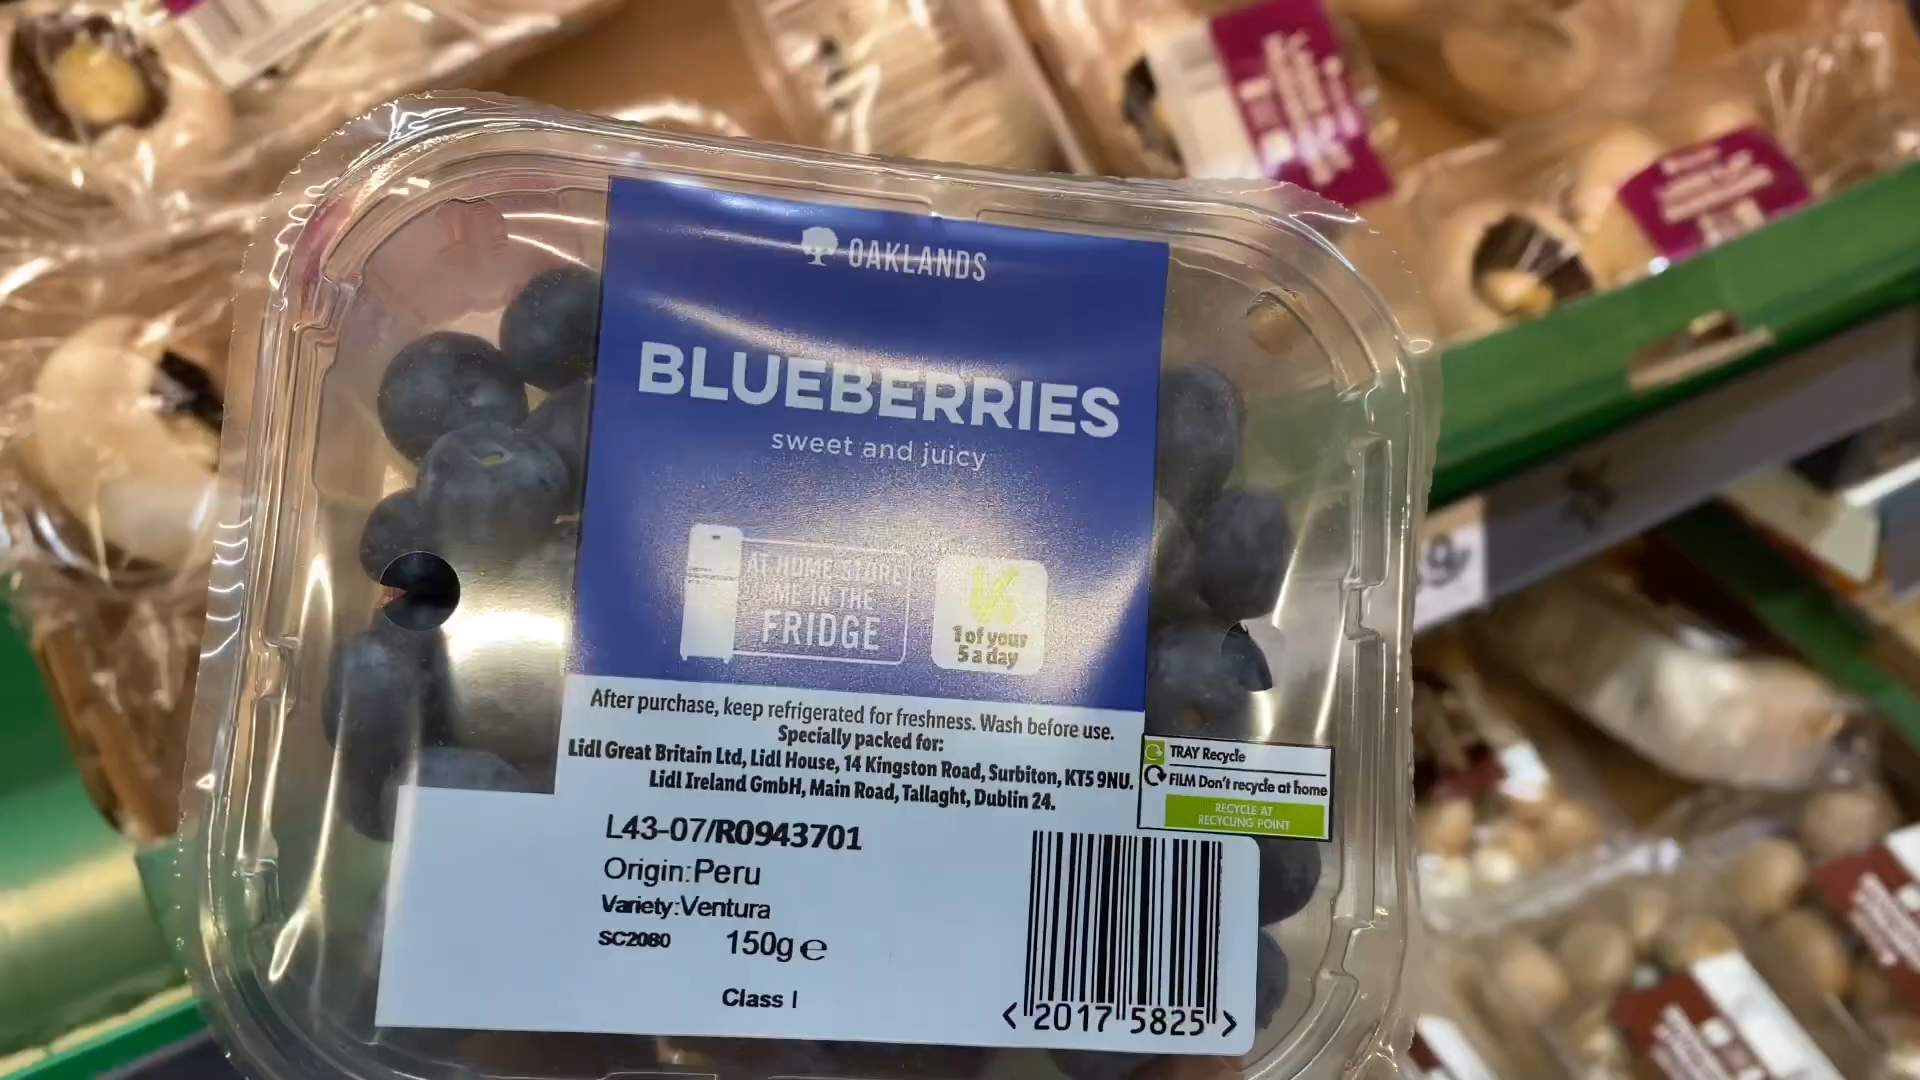 OAKLANDS
BLUEBERRIES
sweet and juicy
AT HOME STORE
ME IN THE
FRIDGE
1 of your
5 a day
After purchase, keep refrigerated for freshness. Wash before use.
Specially packed for:
Lidl Great Britain Ltd, Lidl House, 14 Kingston Road, Surbiton, KT5 9NU.
Lidl Ireland GmbH, Main Road, Tallaght, Dublin 24.
TRAY Recycle
FILM Don't recycle at home
RECYCLE AT
RECYCLING POINT
L43-07/R0943701
Origin:Peru
Variety:Ventura
SC2080 150g e
Class I
<2017 5825>